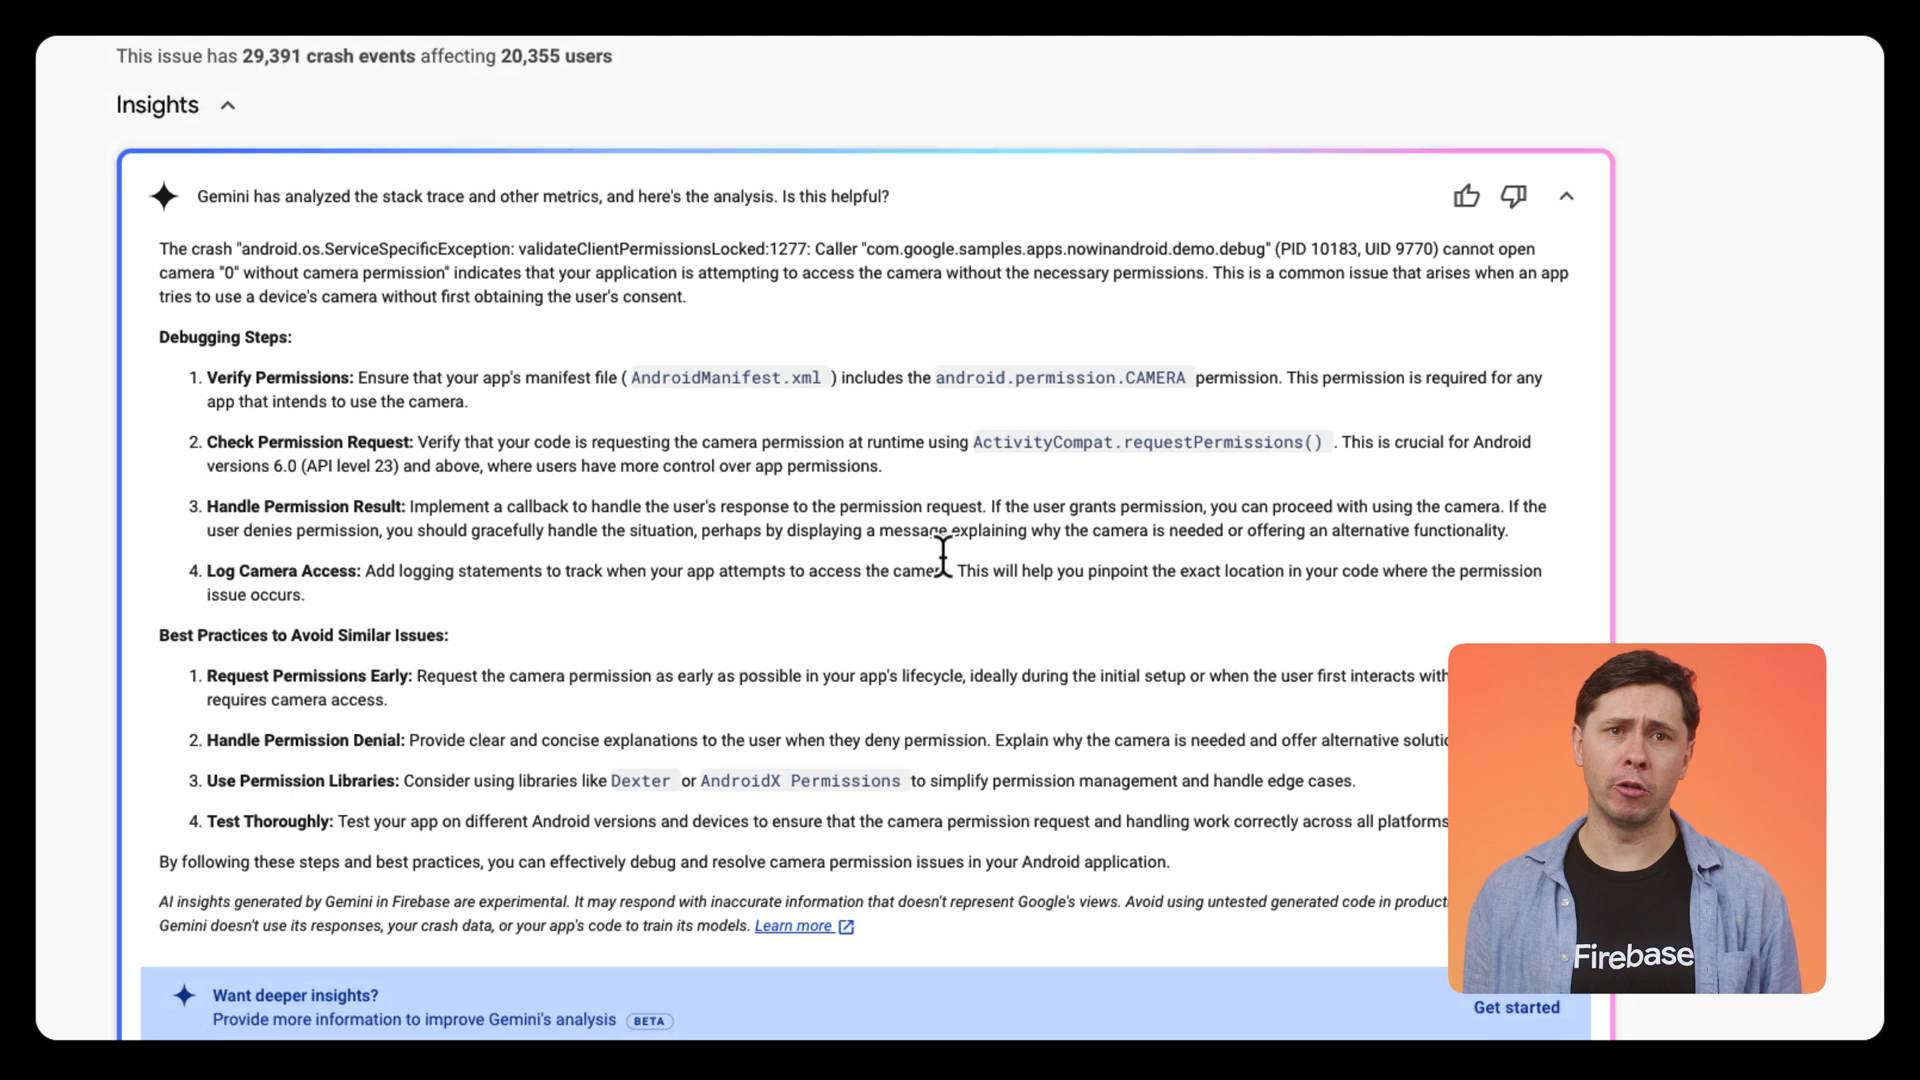 This issue has 29,391 crash events affecting 20,355 users
Insights
Gemini has analyzed the stack trace and other metrics, and here's the analysis. Is this helpful?
The crash "android.os.ServiceSpecificException: validateClientPermissionsLocked:1277: Caller "com.google.samples.apps.nowinandroid.demo.debug" (PID 10183, UID 9770) cannot open
camera "0" without camera permission" indicates that your application is attempting to access the camera without the necessary permissions. This is a common issue that arises when an app
tries to use a device's camera without first obtaining the user's consent.
Debugging Steps:
1. Verify Permissions: Ensure that your app's manifest file ( AndroidManifest.xml ) includes the android.permission.CAMERA permission. This permission is required for any
app that intends to use the camera.
2. Check Permission Request: Verify that your code is requesting the camera permission at runtime using ActivityCompat.requestPermissions() . This is crucial for Android
versions 6.0 (API level 23) and above, where users have more control over app permissions.
3. Handle Permission Result: Implement a callback to handle the user's response to the permission request. If the user grants permission, you can proceed with using the camera. If the
user denies permission, you should gracefully handle the situation, perhaps by displaying a message explaining why the camera is needed or offering an alternative functionality.
4. Log Camera Access: Add logging statements to track when your app attempts to access the camera. This will help you pinpoint the exact location in your code where the permission
issue occurs.
Best Practices to Avoid Similar Issues:
1. Request Permissions Early: Request the camera permission as early as possible in your app's lifecycle, ideally during the initial setup or when the user first interacts with
requires camera access.
2. Handle Permission Denial: Provide clear and concise explanations to the user when they deny permission. Explain why the camera is needed and offer alternative
3. Use Permission Libraries: Consider using libraries like Dexter or AndroidX Permissions to simplify permission management and handle edge cases.
4. Test Thoroughly: Test your app on different Android versions and devices to ensure that the camera permission request and handling work correctly across all platforms
By following these steps and best practices, you can effectively debug and resolve camera permission issues in your Android application.
AI insights generated by Gemini in Firebase are experimental. It may respond with inaccurate information that doesn't represent Google's views. Avoid using untested generated code in
Gemini doesn't use its responses, your crash data, or your app's code to train its models. Learn more
Want deeper insights?
Provide more information to improve Gemini's analysis BETA
Get started
Firebase